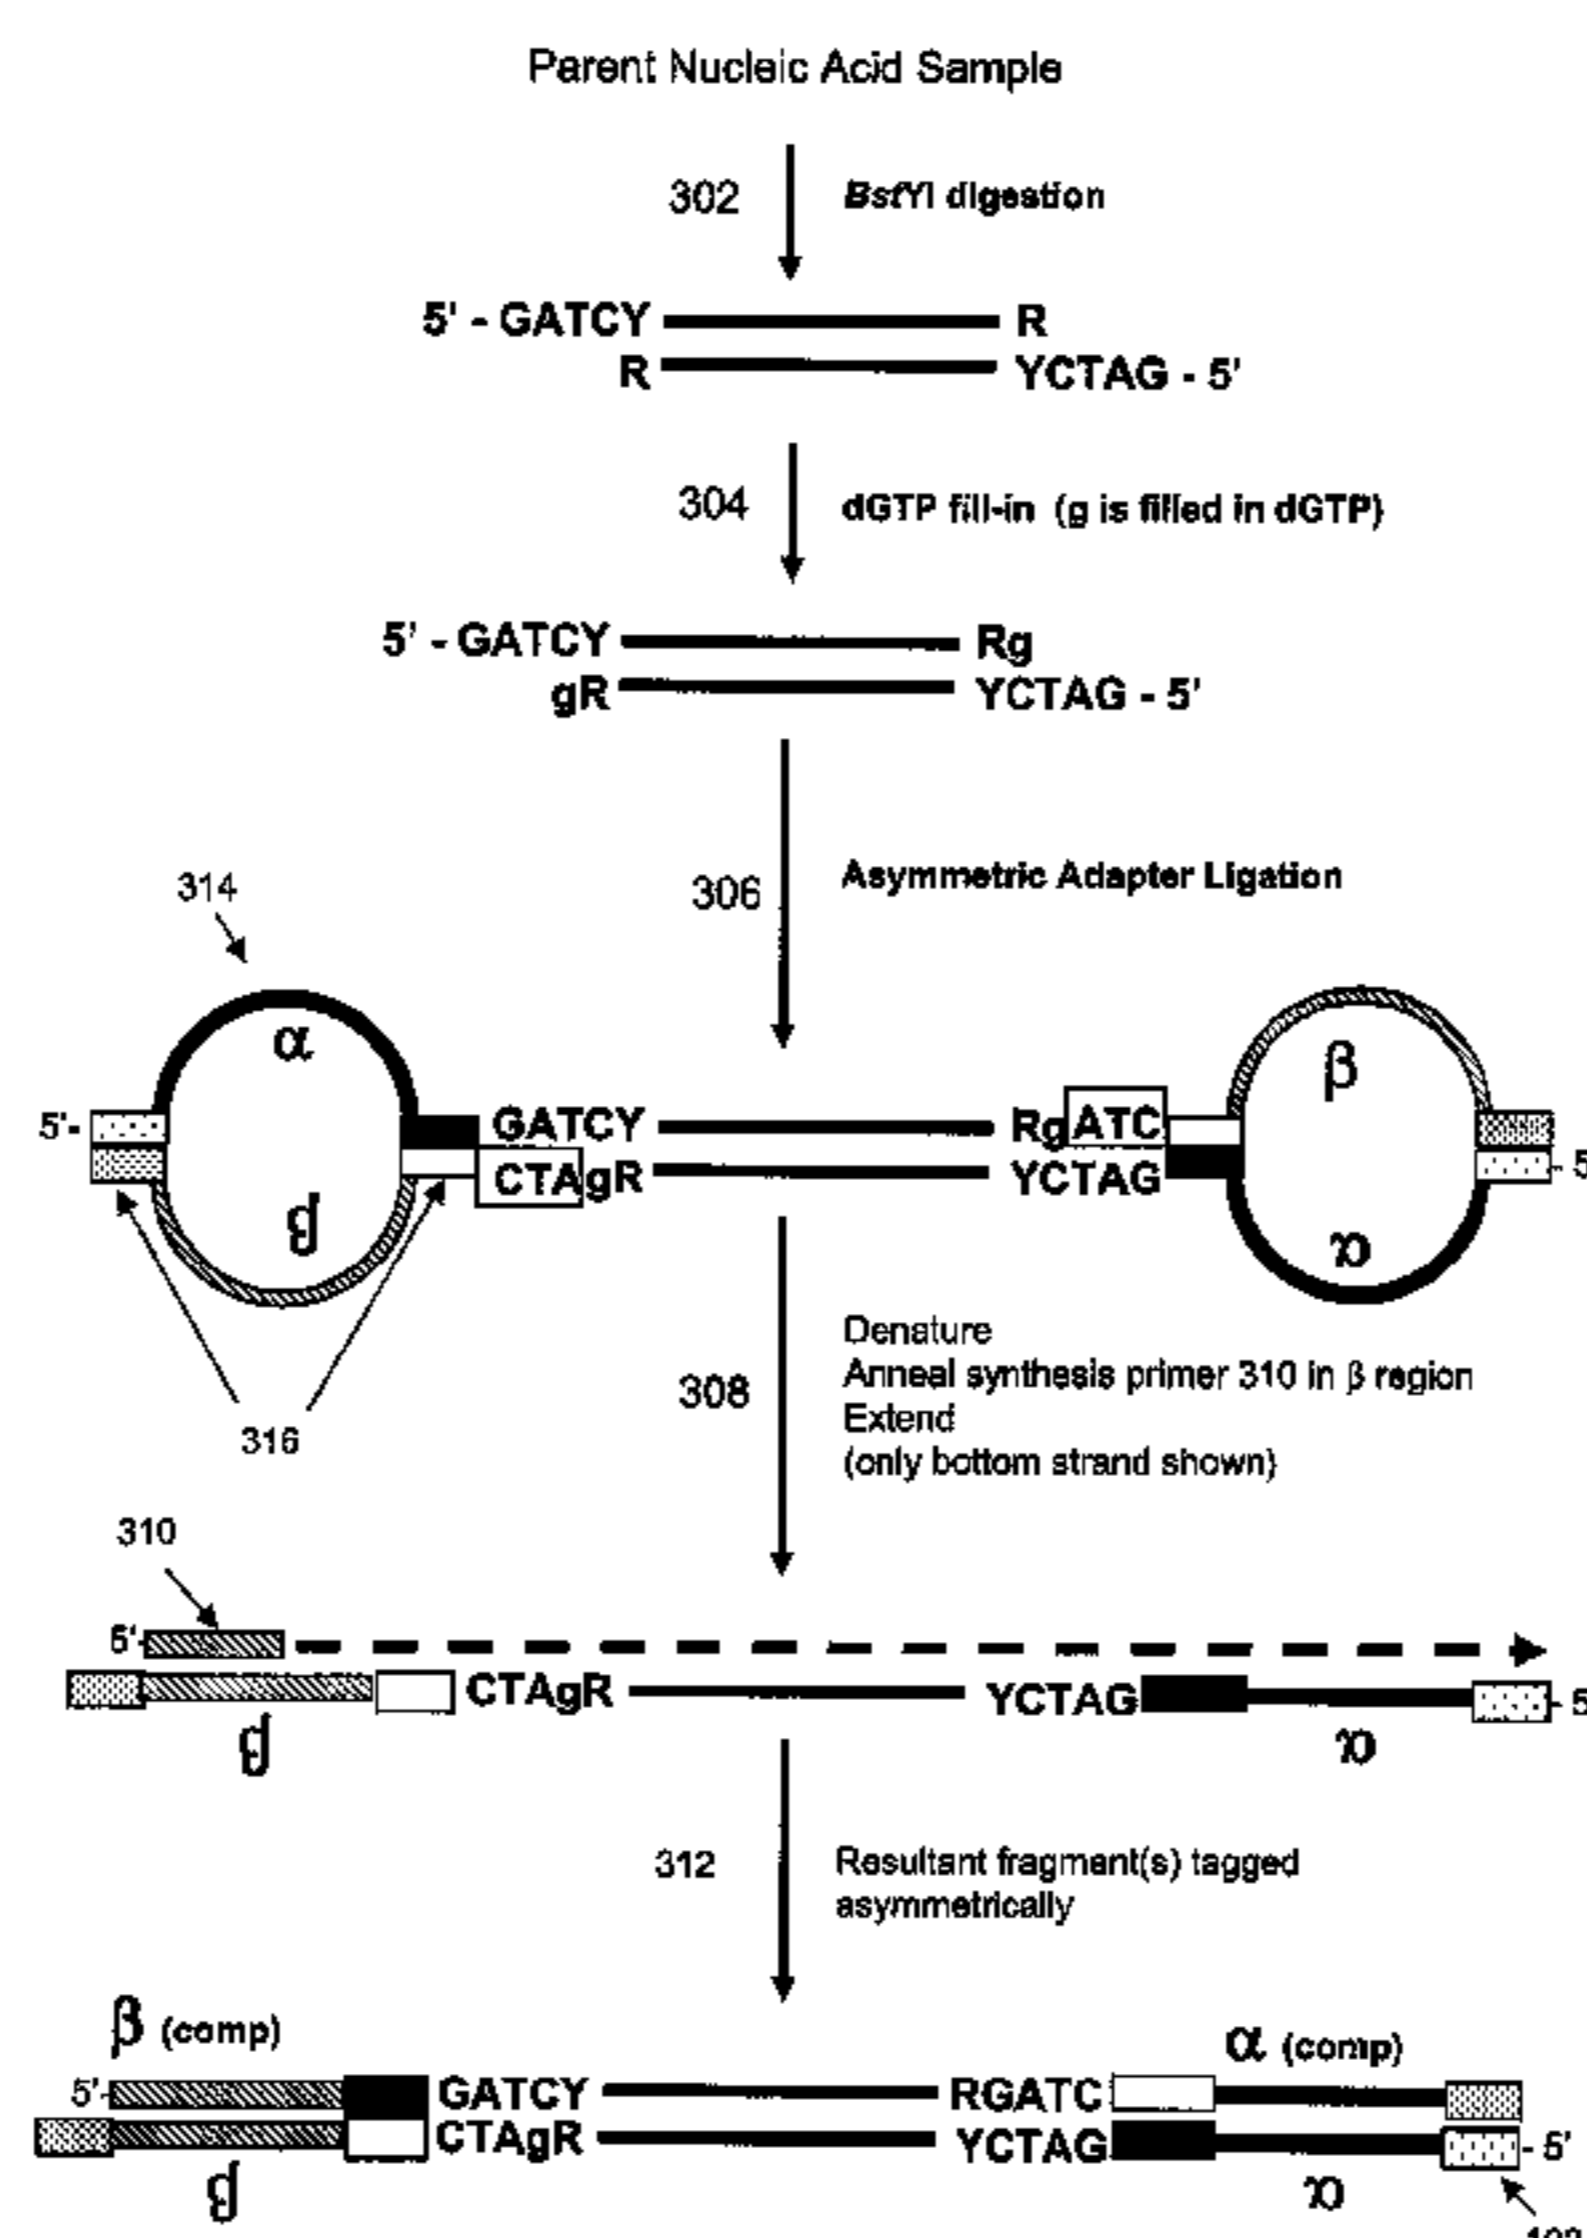 Parent Nucleic Acid Sample
302 BstYI digestion
5' - GATCY R
R YCTAG - 5'
304 dGTP fill-in (g is filled in dGTP)
5' - GATCY Rg
gR YCTAG - 5'
306 Asymmetric Adapter Ligation
314
α β
5'- GATCY RgATC
CTAgR YCTAG - 5
β α
316
308
Denature
Anneal synthesis primer 310 in β region
Extend
(only bottom strand shown)
310
5'-
CTAgR YCTAG - 5
β α
312 Resultant fragment(s) tagged
asymmetrically
β (comp) α (comp)
5'- GATCY RGATC
CTAgR YCTAG - 5'
β α